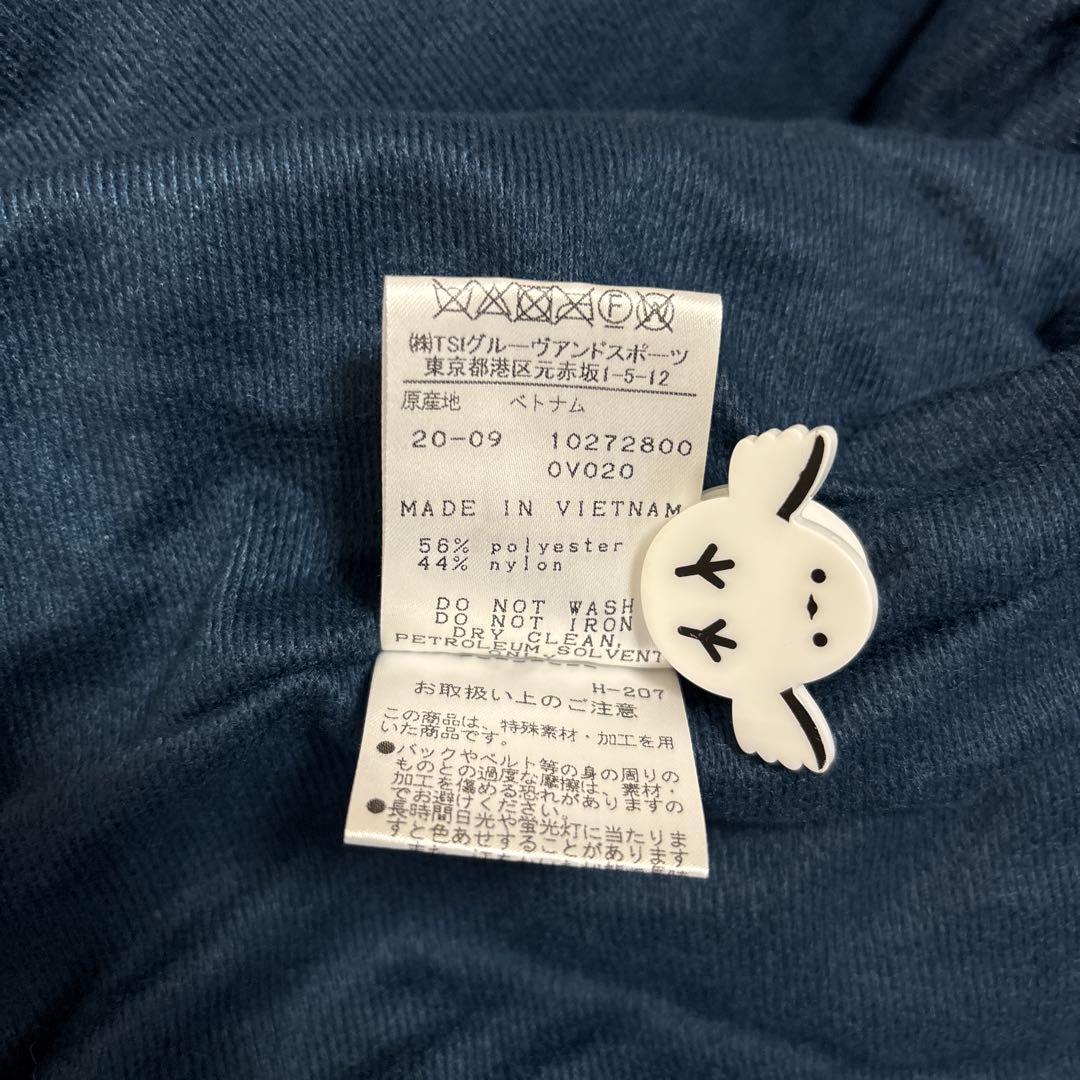 F W
㈱TSIグルーヴアンドスポーツ
東京都港区元赤坂1-5-12
原産地 ベトナム
20-09 10272800
0V020
MADE IN VIETNAM
56% polyester
44% nylon
DO NOT WASH
DO NOT IRON
DRY CLEAN,
PETROLEUM SOLVENT
ONLY
H-207
お取扱い上のご注意
この商品は、特殊素材・加工を用
いた商品です。
●バックやベルト等の身の周りの
ものとの過度な摩擦は、素材・
加工を傷める恐れがありますの
でお避けください。
●長時間日光や蛍光灯に当たりま
すと色あせすることがあります